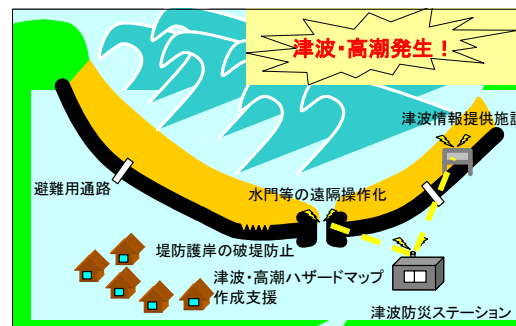 津波・高潮発生！
津波情報提供施設
避難用通路
水門等の遠隔操作化
堤防護岸の破堤防止
津波・高潮ハザードマップ
作成支援
津波防災ステーション